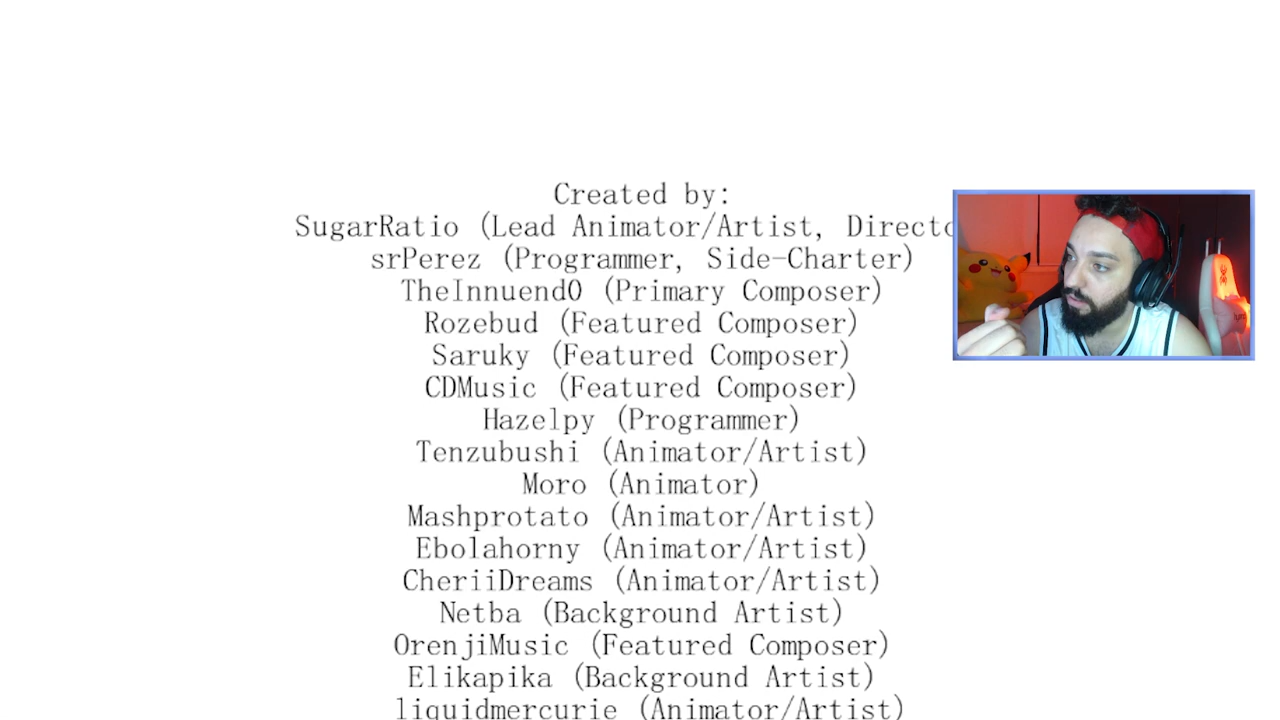 Created by:
SugarRatio (Lead Animator/Artist, Directo
srPerez (Programmer, Side-Charter)
TheInnuend0 (Primary Composer)
Rozebud (Featured Composer)
Saruky (Featured Composer)
CDMusic (Featured Composer)
Hazelpy (Programmer)
Tenzubushi (Animator/Artist)
Moro (Animator)
Mashprotato (Animator/Artist)
Ebolahorny (Animator/Artist)
CheriiDreams (Animator/Artist)
Netba (Background Artist)
OrenjiMusic (Featured Composer)
Elikapika (Background Artist)
liquidmercurie (Animator/Artist)